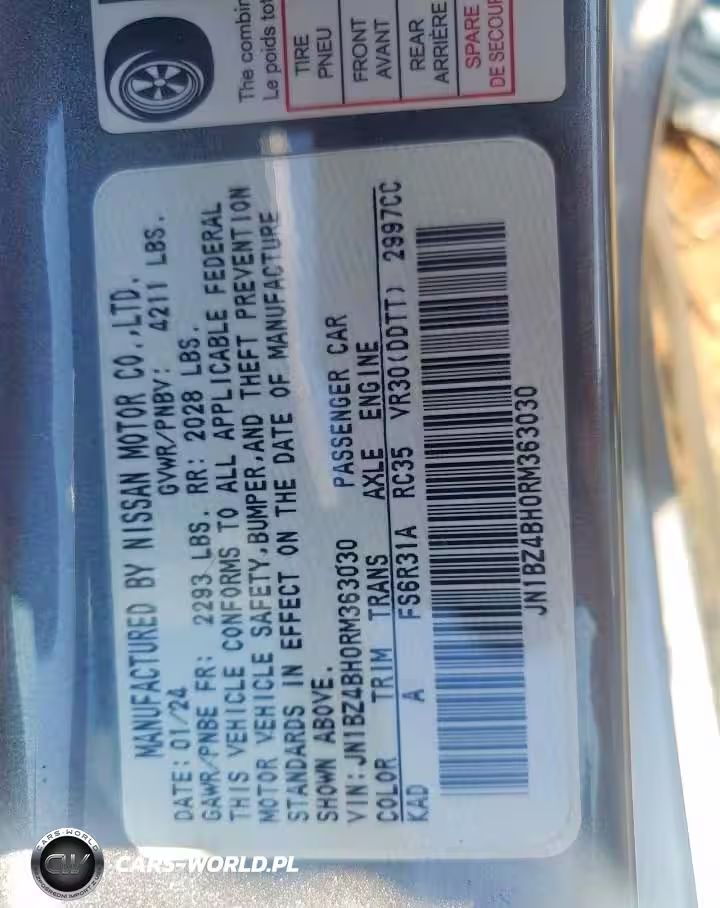 The combin
Le poids tot
TIRE
PNEU
FRONT
AVANT
REAR
ARRIÈRE
SPARE
DE SECOUR
MANUFACTURED BY NISSAN MOTOR CO.,LTD.
DATE: 01/24 GVWR/PNBV: 4211 LBS.
GAWR/PNBE FR: 2293 LBS. RR: 2028 LBS.
THIS VEHICLE CONFORMS TO ALL APPLICABLE FEDERAL
MOTOR VEHICLE SAFETY,BUMPER,AND THEFT PREVENTION
STANDARDS IN EFFECT ON THE DATE OF MANUFACTURE
SHOWN ABOVE.
VIN:JN1BZ4BH0RM363030 PASSENGER CAR
COLOR TRIM TRANS AXLE ENGINE
KAD A FS6R31A RC35 VR30(DDTT) 2997CC
JN1BZ4BH0RM363030
CARS-WORLD
CW
CARS-WORLD.PL